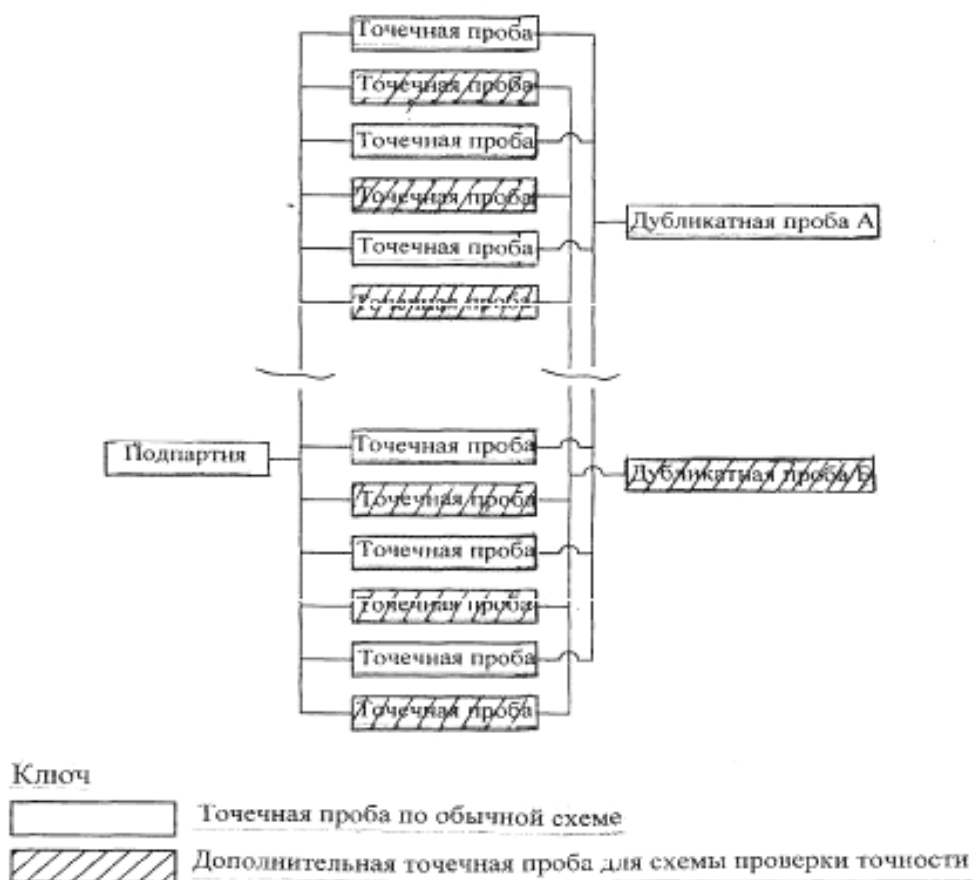 Точечная проба
Точечная проба
Точечная проба
Точечная проба
Дубликатная проба А
Точечная проба
Точечная проба
Точечная проба
Подпартия
Дубликатная проба Б
Точечная проба
Точечная проба
Точечная проба
Точечная проба
Точечная проба
Ключ
Точечная проба по обычной схеме
Дополнительная точечная проба для схемы проверки точности